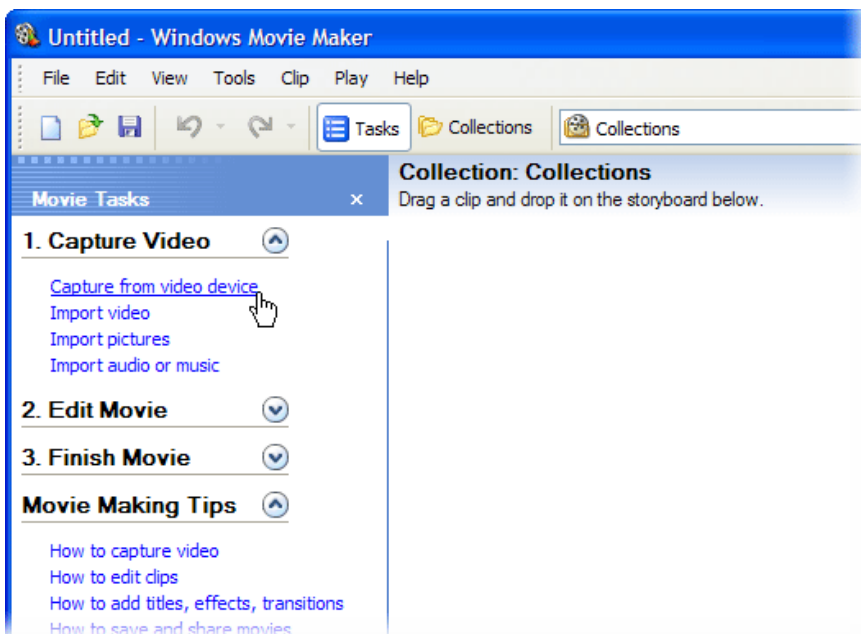 Untitled - Windows Movie Maker
File Edit View Tools Clip Play Help
Tasks Collections Collections
Movie Tasks
Collection: Collections
Drag a clip and drop it on the storyboard below.
1. Capture Video
Capture from video device
Import video
Import pictures
Import audio or music
2. Edit Movie
3. Finish Movie
Movie Making Tips
How to capture video
How to edit clips
How to add titles, effects, transitions
How to save and share movies